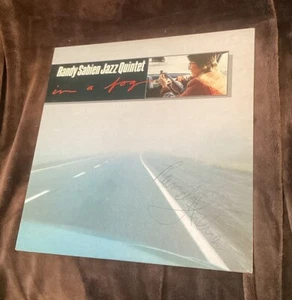 Randy Sabien Jazz Quintet
in a fog